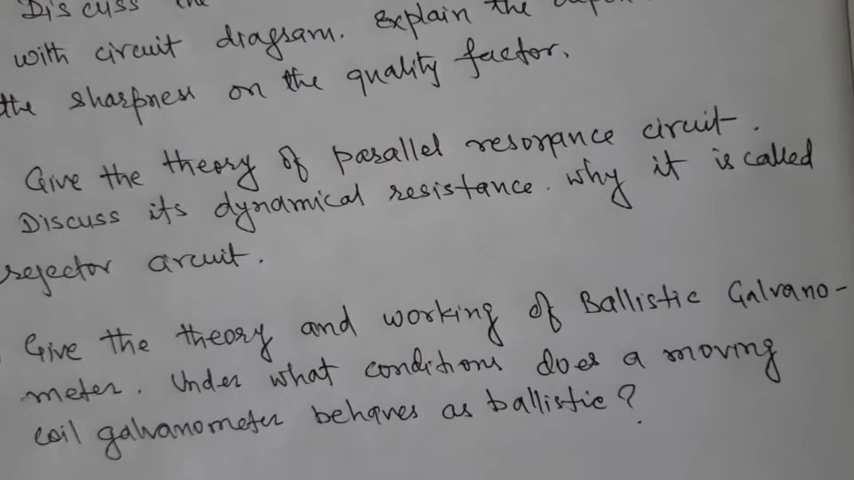 Discuss the
with circuit diagram. Explain the
the sharpness on the quality factor.
Give the theory of parallel resonance circuit.
Discuss its dynamical resistance. why it is called
rejector arcuit.
Give the theory and working of Ballistic Galvano-
meter. Under what conditions does a moving
coil galvanometer behaves as ballistic?